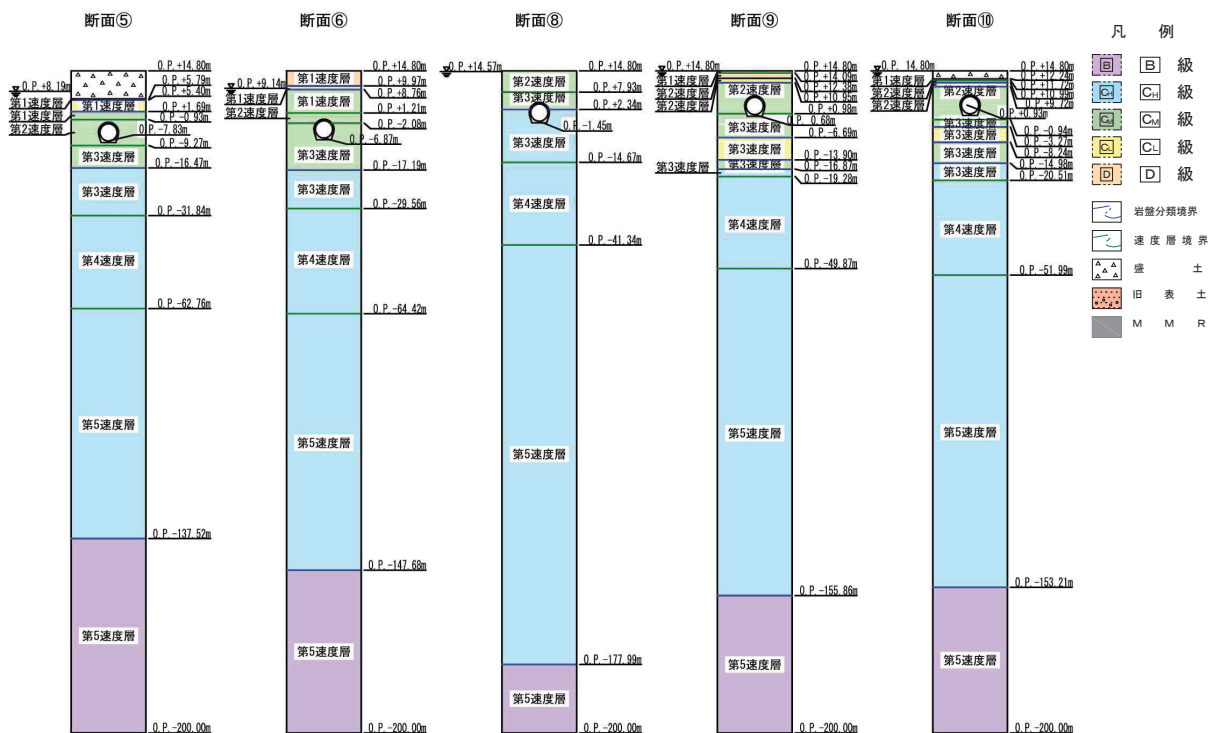 断面⑤
O.P.+14.80m
O.P.+5.79m
O.P.+8.19m
O.P.+5.40m
第1速度層
第1速度層
O.P.+1.69m
第1速度層
O.P.-0.93m
第2速度層
O.P.-7.83m
O.P.-9.27m
第3速度層
O.P.-16.47m
第3速度層
O.P.-31.84m
第4速度層
O.P.-62.76m
第5速度層
O.P.-137.52m
第5速度層
O.P.-200.00m
断面⑥
O.P.+14.80m
第1速度層
O.P.+9.97m
O.P.+9.14m
O.P.+8.76m
第1速度層
第1速度層
O.P.+1.21m
第2速度層
O.P.-2.08m
O.P.-6.87m
第3速度層
O.P.-17.19m
第3速度層
O.P.-29.56m
第4速度層
O.P.-64.42m
第5速度層
O.P.-147.68m
第5速度層
O.P.-200.00m
断面⑧
O.P.+14.57m
O.P.+14.80m
第2速度層
O.P.+7.93m
第3速度層
O.P.+2.34m
O.P.-1.45m
第3速度層
O.P.-14.67m
第4速度層
O.P.-41.34m
第5速度層
O.P.-177.99m
第5速度層
O.P.-200.00m
断面⑨
O.P.+14.80m
O.P.+14.80m
O.P.+14.09m
第1速度層
O.P.+12.38m
第2速度層
第2速度層
O.P.+10.95m
第2速度層
O.P.+0.98m
O.P. 0.68m
第3速度層
O.P.-6.69m
第3速度層
O.P.-13.90m
第3速度層
O.P.-16.87m
第3速度層
O.P.-19.28m
第4速度層
O.P.-49.87m
第5速度層
O.P.-155.86m
第5速度層
O.P.-200.00m
断面⑩
O.P. 14.80m
O.P.+14.80m
O.P.+12.24m
第1速度層
O.P.+11.72m
第2速度層
第2速度層
O.P.+10.99m
第2速度層
O.P.+9.72m
O.P.+0.93m
第3速度層
O.P.-0.94m
第3速度層
O.P.-3.27m
O.P.-8.24m
第3速度層
O.P.-14.98m
第3速度層
O.P.-20.51m
第4速度層
O.P.-51.99m
第5速度層
O.P.-153.21m
第5速度層
O.P.-200.00m
凡 例
B B 級
CH CH 級
CM CM 級
CL CL 級
D D 級
岩盤分類境界
速度層境界
盛 土
旧 表 土
M M R